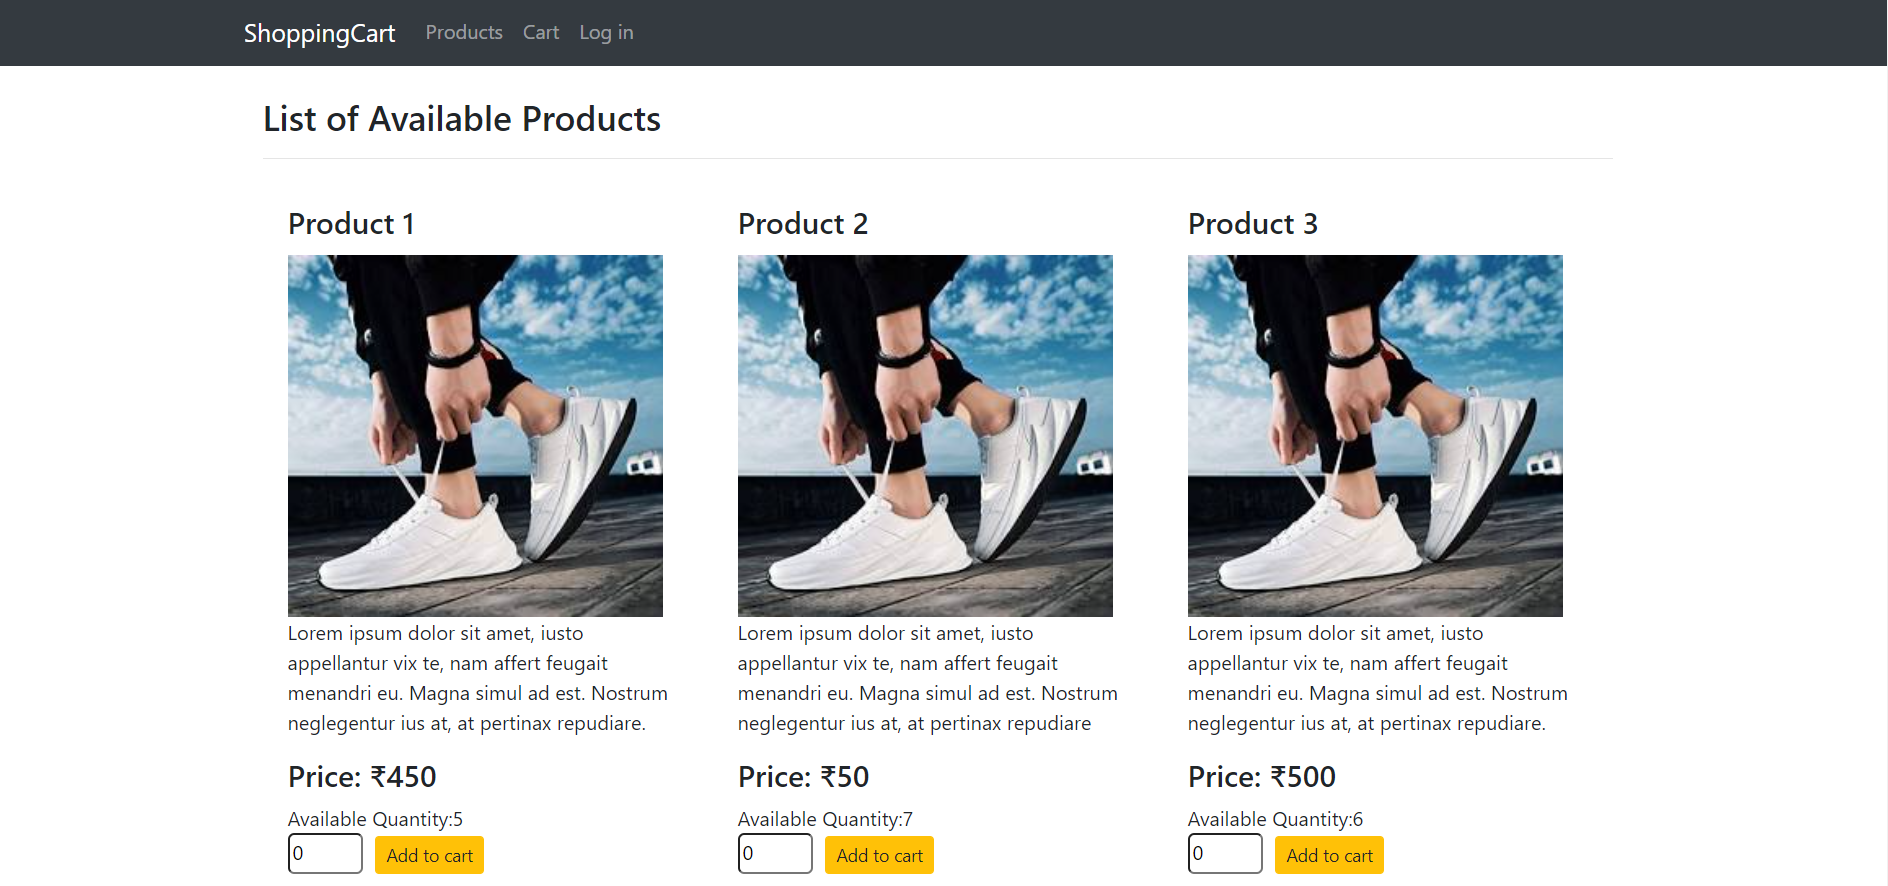 ShoppingCart Products Cart Log in
List of Available Products
Product 1
Lorem ipsum dolor sit amet, iusto
appellantur vix te, nam affert feugait
menandri eu. Magna simul ad est. Nostrum
neglegentur ius at, at pertinax repudiare.
Price: ₹450
Available Quantity:5
0 Add to cart
Product 2
Lorem ipsum dolor sit amet, iusto
appellantur vix te, nam affert feugait
menandri eu. Magna simul ad est. Nostrum
neglegentur ius at, at pertinax repudiare
Price: ₹50
Available Quantity:7
0 Add to cart
Product 3
Lorem ipsum dolor sit amet, iusto
appellantur vix te, nam affert feugait
menandri eu. Magna simul ad est. Nostrum
neglegentur ius at, at pertinax repudiare.
Price: ₹500
Available Quantity:6
0 Add to cart